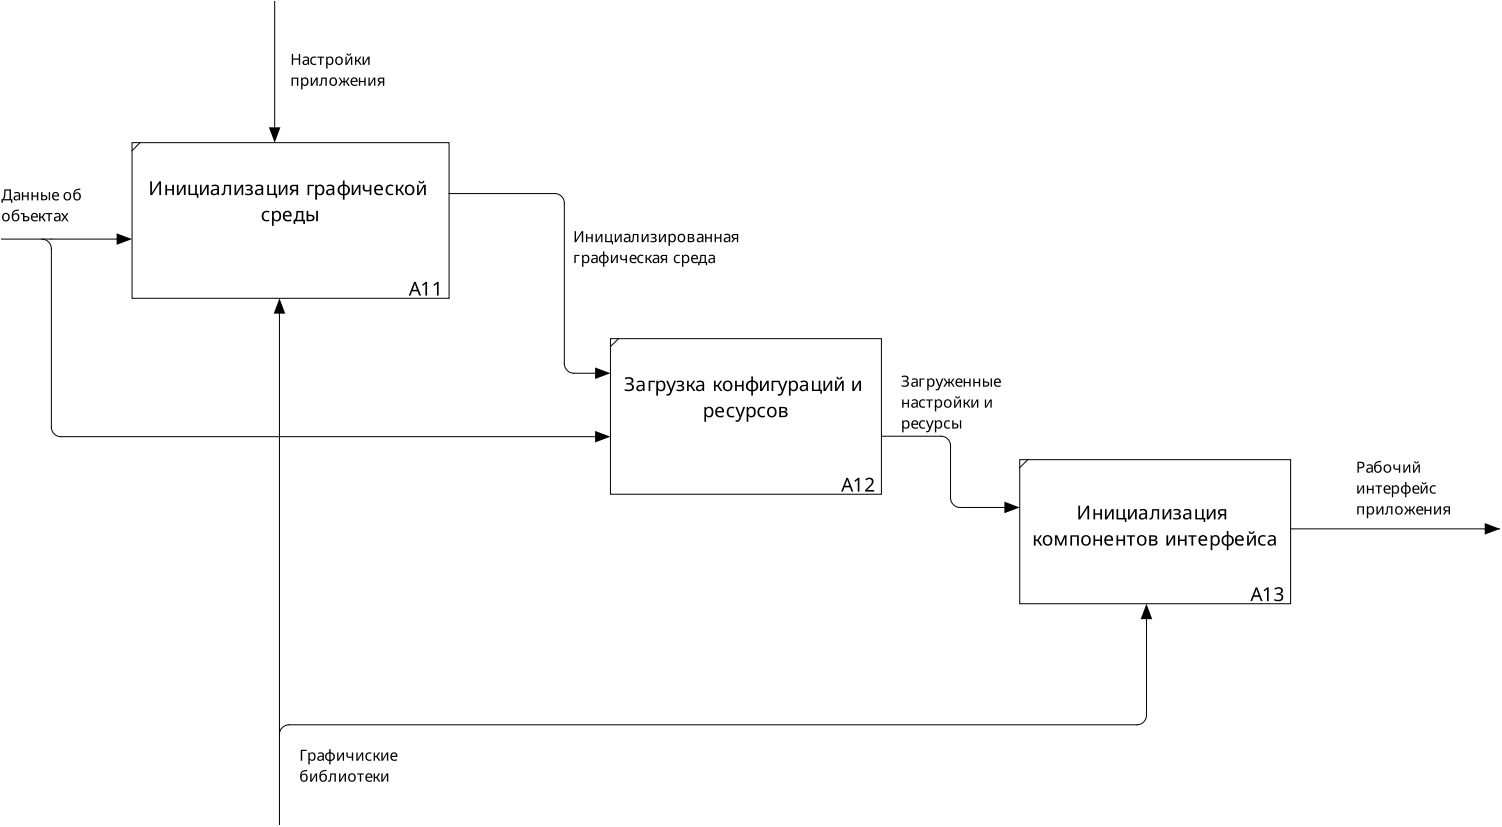 Настройки
приложения
Данные об
объектах
Инициализация графической
среды
A11
Инициализированная
графическая среда
Загрузка конфигураций и
ресурсов
A12
Загруженные
настройки и
ресурсы
Инициализация
компонентов интерфейса
A13
Рабочий
интерфейс
приложения
Графичиские
библиотеки